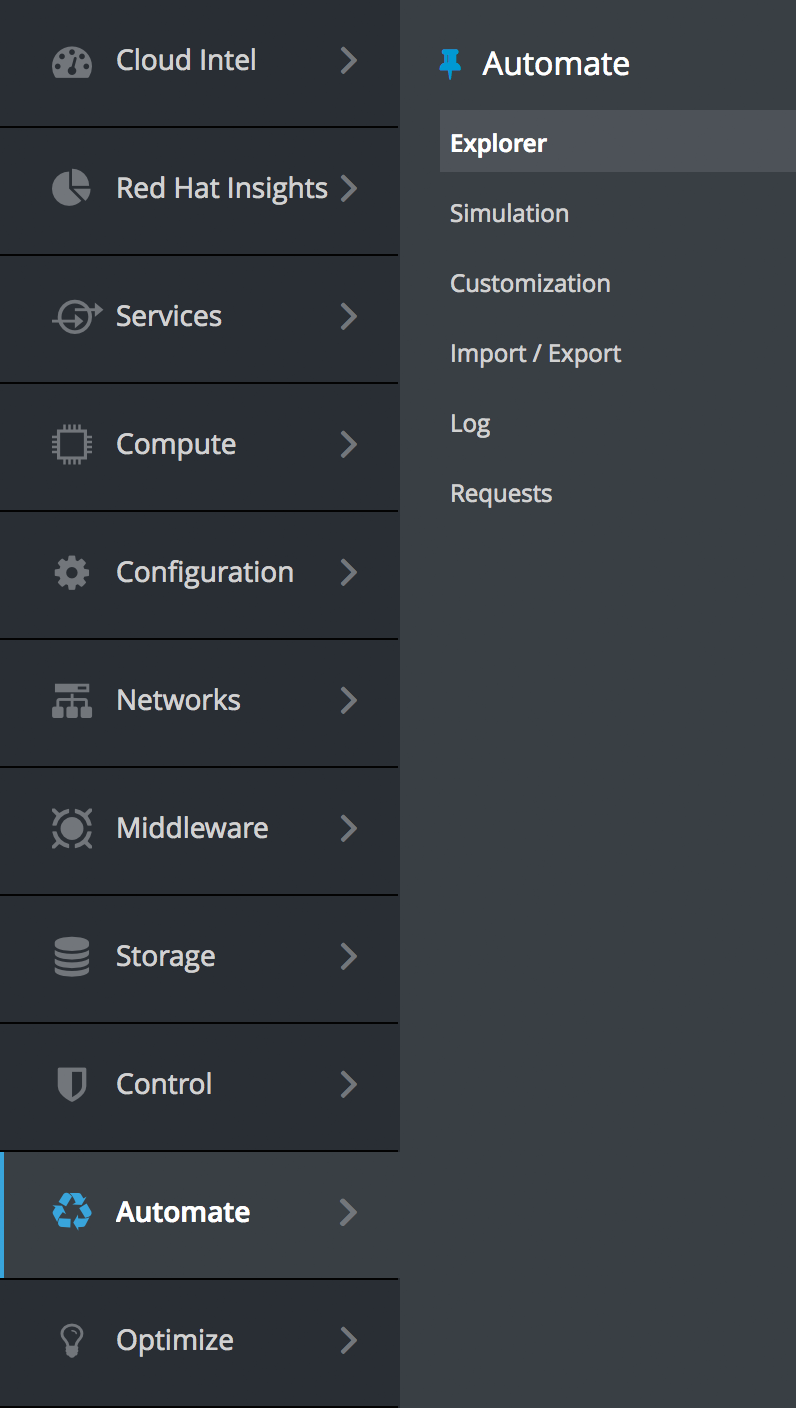 Cloud Intel
Red Hat Insights
Services
Compute
Configuration
Networks
Middleware
Storage
Control
Automate
Optimize
Automate
Explorer
Simulation
Customization
Import / Export
Log
Requests